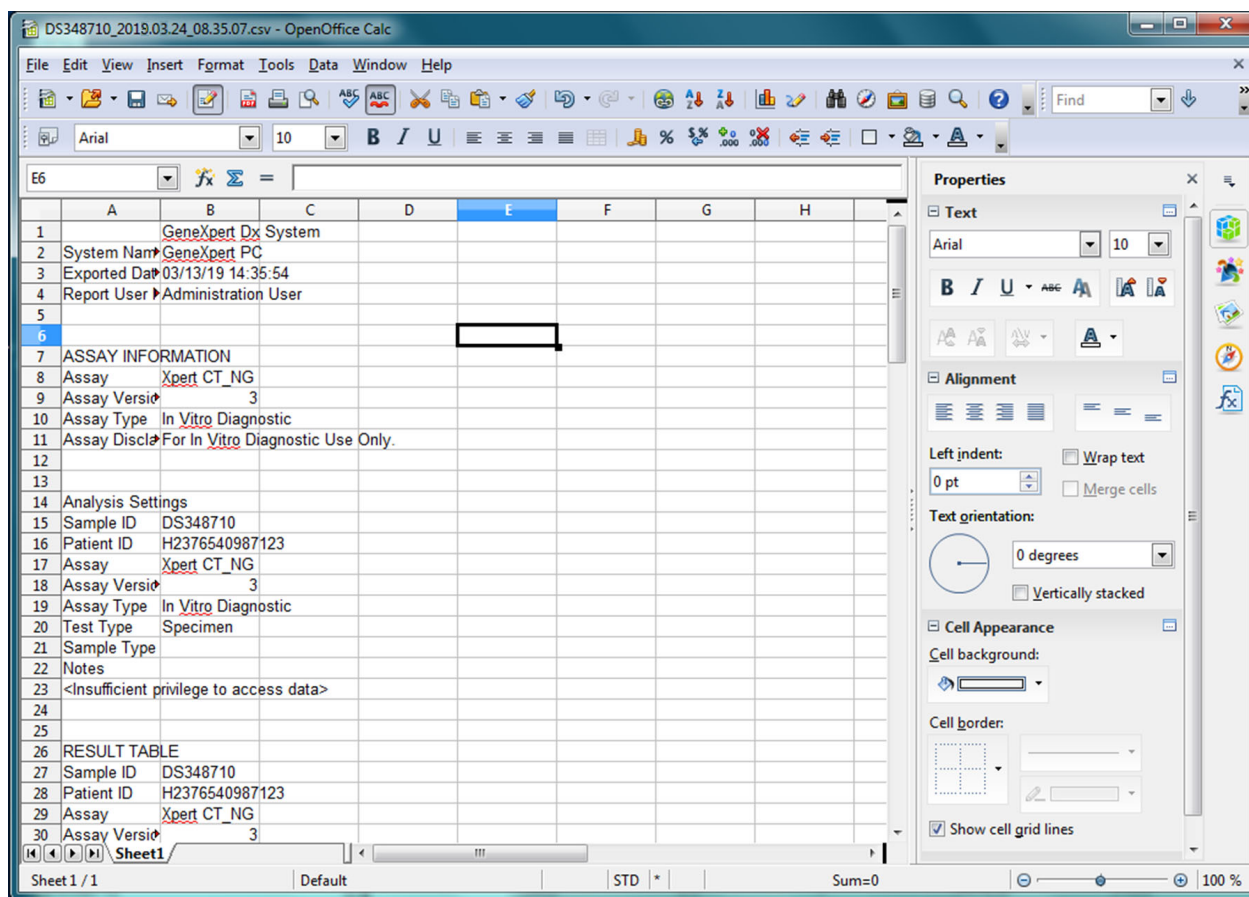 DS348710_2019.03.24_08.35.07.csv - OpenOffice Calc
File Edit View Insert Format Tools Data Window Help
Find
Arial 10
E6
A B C D E F G H
1 GeneXpert Dx System
2 System Nam GeneXpert PC
3 Exported Dat 03/13/19 14:35:54
4 Report User Administration User
5
6
7 ASSAY INFORMATION
8 Assay Xpert CT_NG
9 Assay Versio 3
10 Assay Type In Vitro Diagnostic
11 Assay Discla For In Vitro Diagnostic Use Only.
12
13
14 Analysis Settings
15 Sample ID DS348710
16 Patient ID H2376540987123
17 Assay Xpert CT_NG
18 Assay Versio 3
19 Assay Type In Vitro Diagnostic
20 Test Type Specimen
21 Sample Type
22 Notes
23 <Insufficient privilege to access data>
24
25
26 RESULT TABLE
27 Sample ID DS348710
28 Patient ID H2376540987123
29 Assay Xpert CT_NG
30 Assay Versio 3
Sheet1
Sheet 1 / 1 Default STD * Sum=0 100 %
Properties
Text
Arial 10
B I U ABC
Alignment
Left indent:
Wrap text
0 pt
Merge cells
Text orientation:
0 degrees
Vertically stacked
Cell Appearance
Cell background:
Cell border:
Show cell grid lines